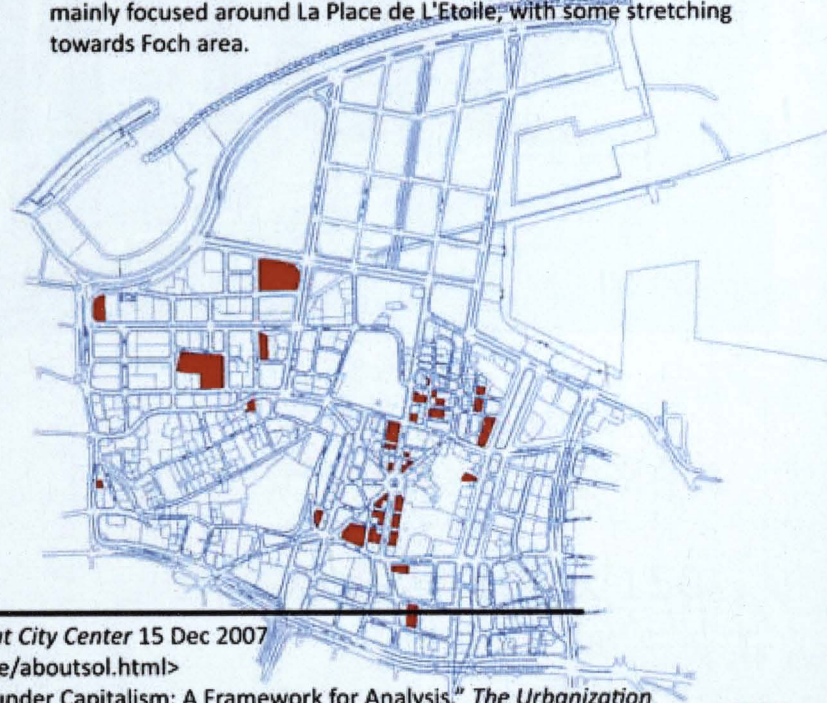 mainly focused around La Place de L'Etoile, with some stretching
towards Foch area.
t City Center 15 Dec 2007
e/aboutsol.html>
under Capitalism: A Framework for Analysis." The Urbanization